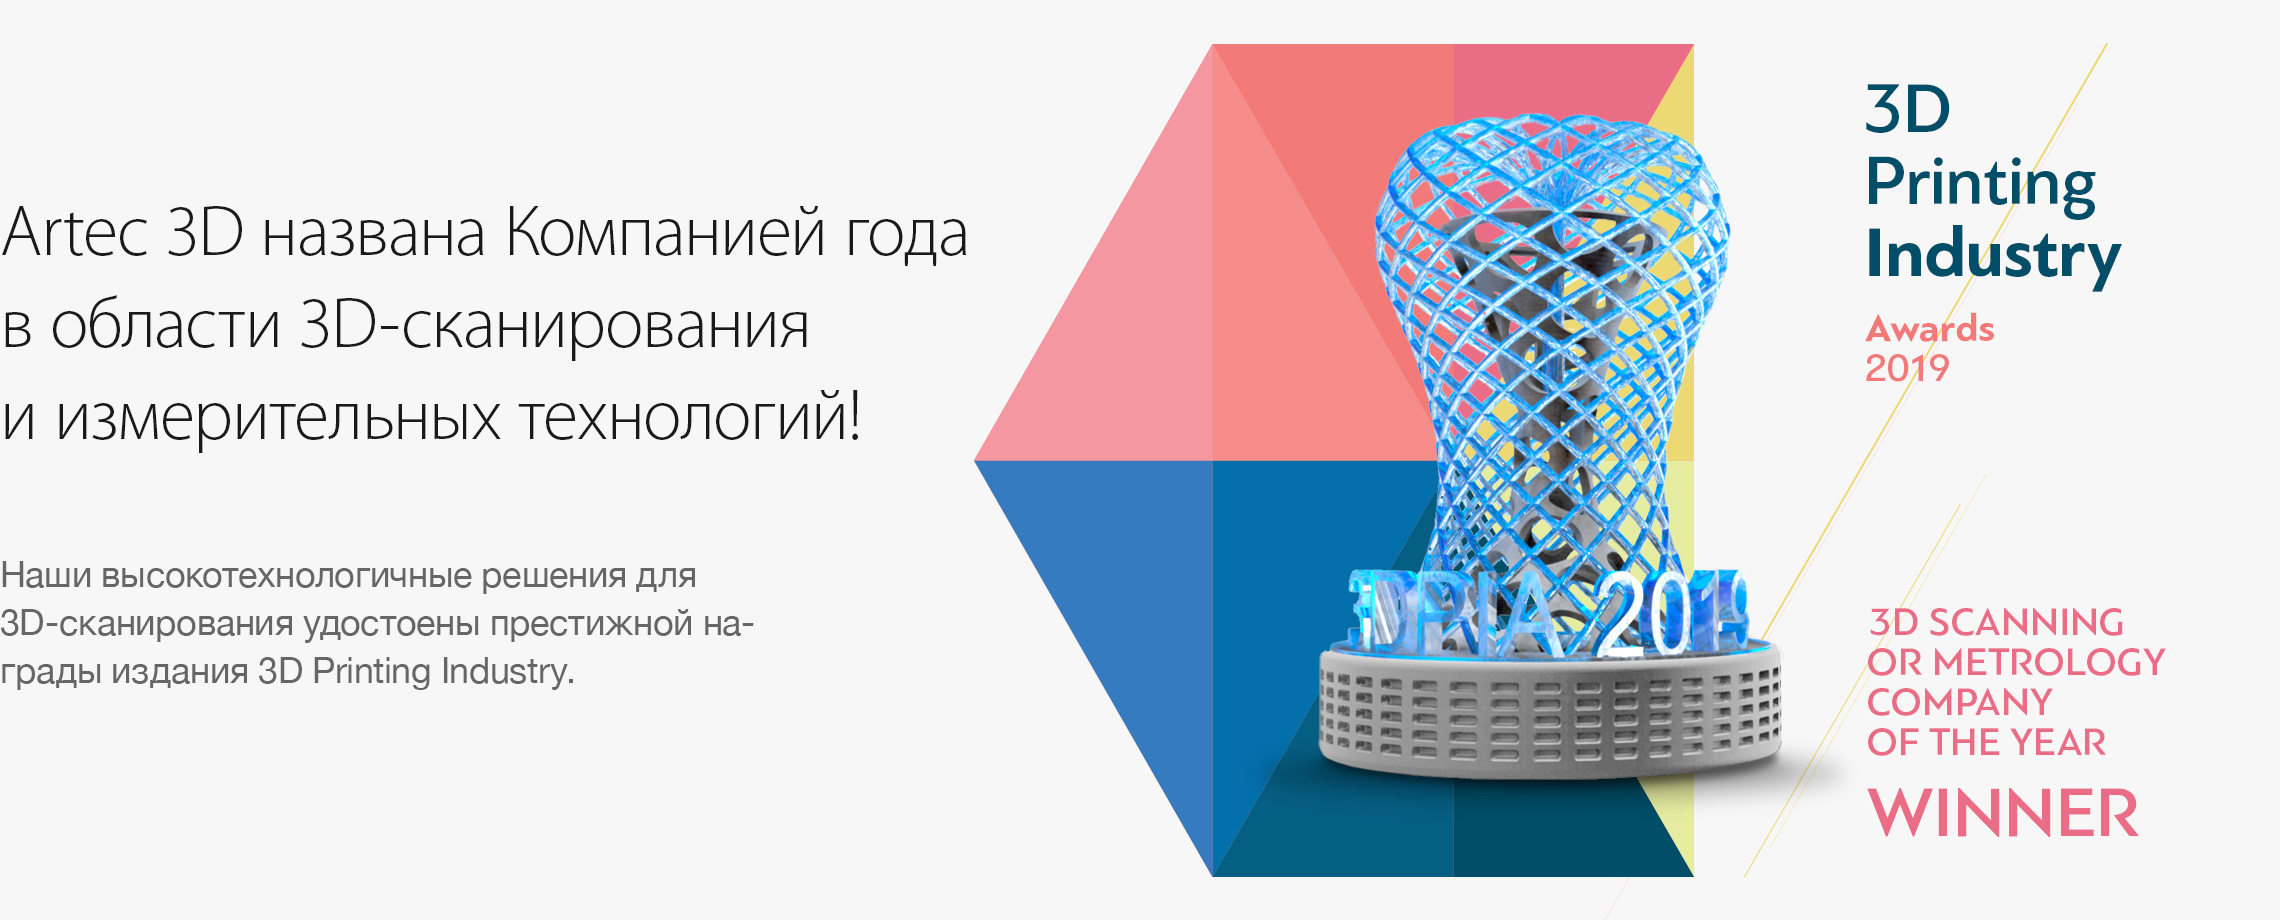 Artec 3D названа Компанией года
в области 3D-сканирования
и измерительных технологий!
Наши высокотехнологичные решения для
3D-сканирования удостоены престижной на-
грады издания 3D Printing Industry.
3DPIA 2019
3D
Printing
Industry
Awards
2019
3D SCANNING
OR METROLOGY
COMPANY
OF THE YEAR
WINNER